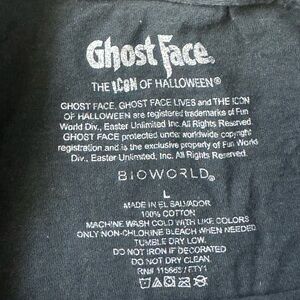 Ghost Face®
THE ICON OF HALLOWEEN®
GHOST FACE, GHOST FACE LIVES and THE ICON
OF HALLOWEEN are registered trademarks of Fun
World Div., Easter Unlimited, Inc. All Rights Reserved.
GHOST FACE protected under worldwide copyright
registration and is the exclusive property of Fun World
Div., Easter Unlimited Inc. All Rights Reserved.
BIOWORLD®
L
MADE IN EL SALVADOR
100% COTTON
MACHINE WASH COLD WITH LIKE COLORS
ONLY NON-CHLORINE BLEACH WHEN NEEDED
TUMBLE DRY LOW.
DO NOT IRON IF DECORATED
DO NOT DRY CLEAN